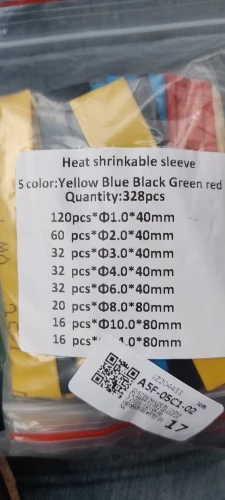 Heat shrinkable sleeve
5 color:Yellow Blue Black Green red
Quantity:328pcs
120pcs*Φ1.0*40mm
60 pcs*Φ2.0*40mm
32 pcs*Φ3.0*40mm
32 pcs*Φ4.0*40mm
32 pcs*Φ6.0*40mm
20 pcs*Φ8.0*80mm
16 pcs*Φ10.0*80mm
16 pcs* .0*80mm
A5F-05C1-02
17